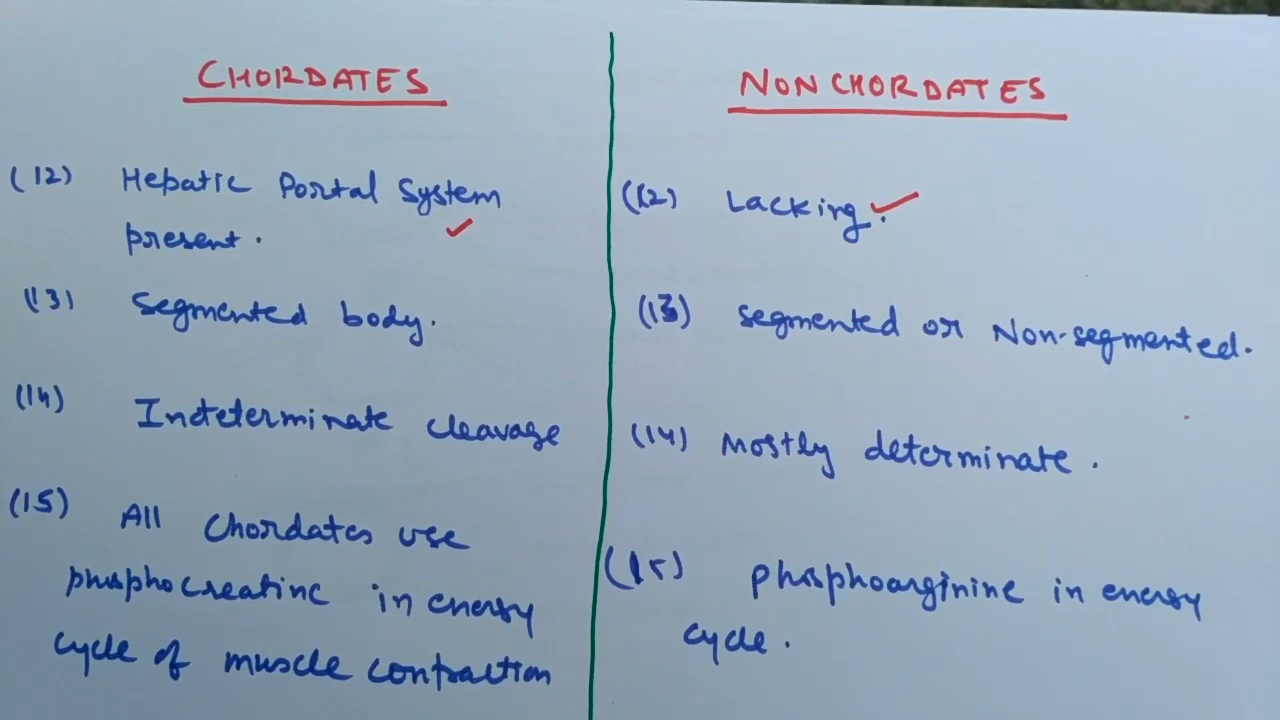 CHORDATES
(12) Hepatic Portal System
present.
(13) Segmented body.
(14) Indeterminate cleavage
(15) All Chordates use
phosphocreatine in energy
cycle of muscle contraction
NONCHORDATES
(12) Lacking.
(13) segmented or Non-segmented.
(14) Mostly determinate.
(15) phosphoarginine in energy
cycle.